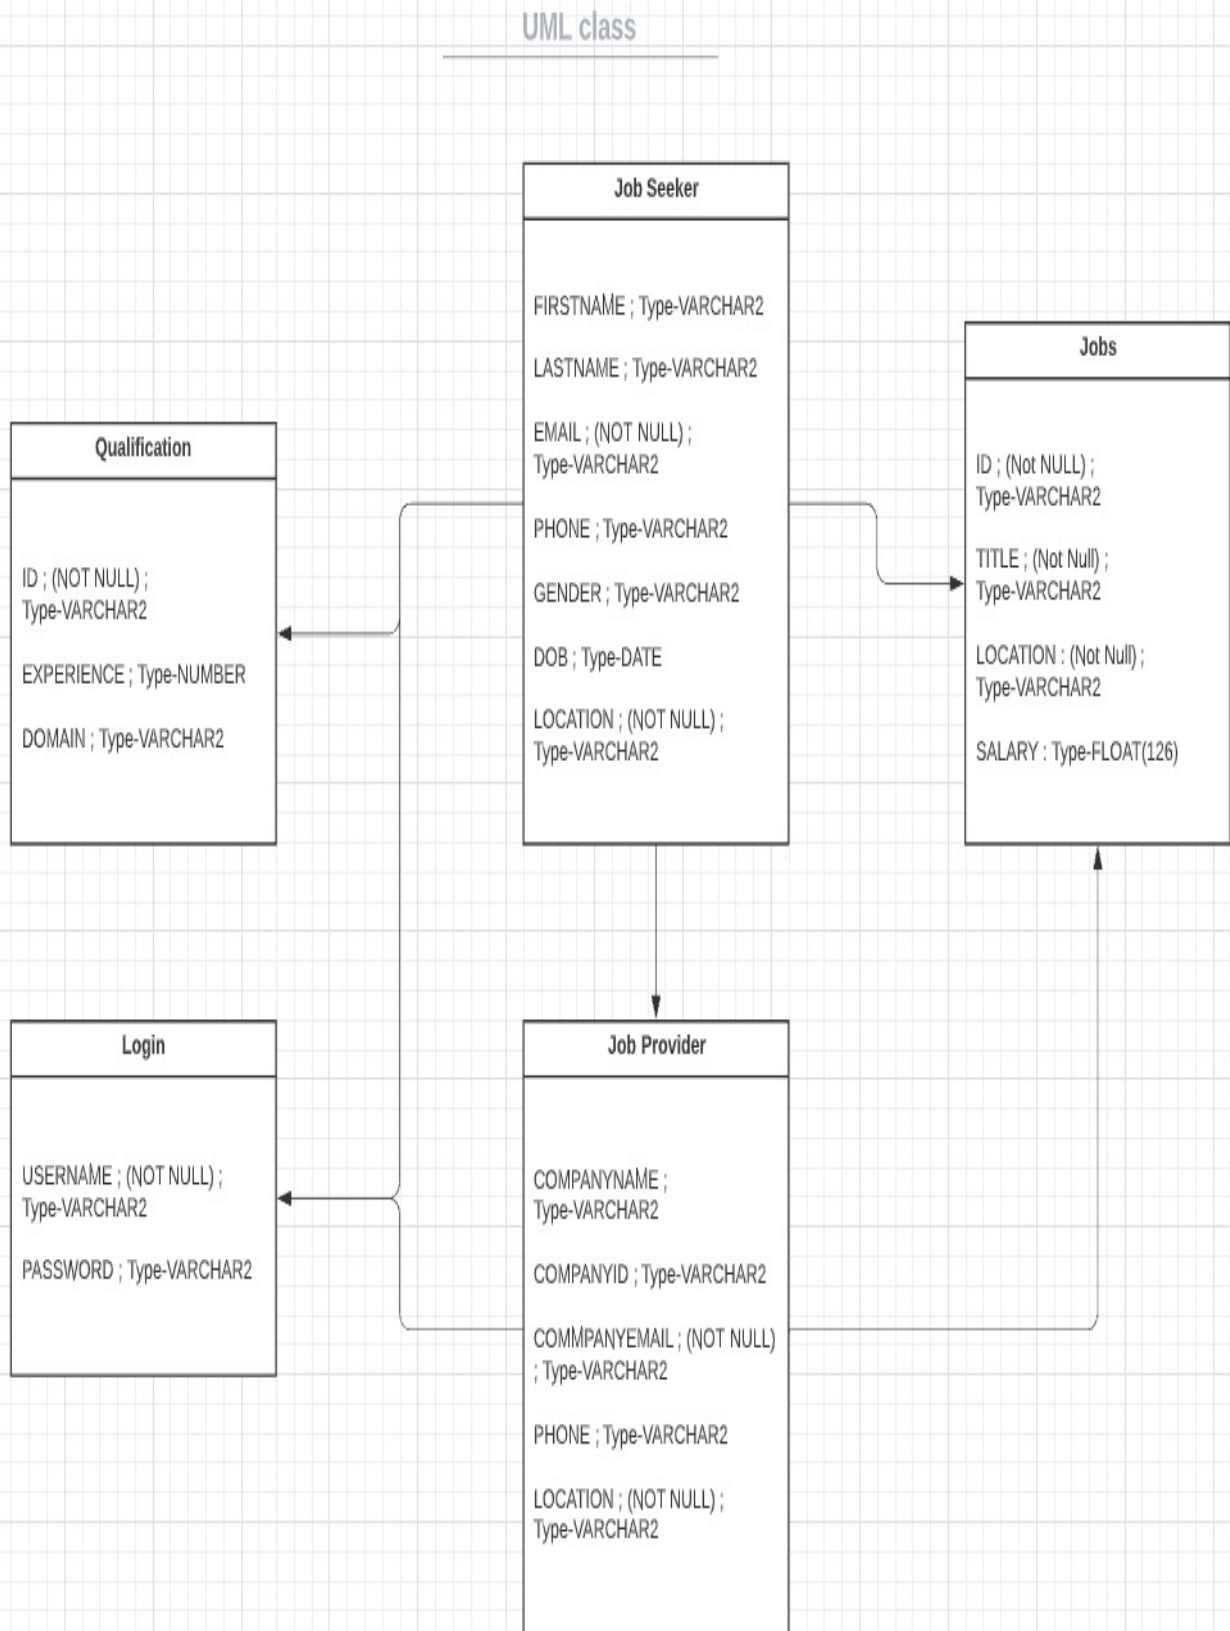 UML class
Job Seeker
FIRSTNAME ; Type-VARCHAR2
LASTNAME ; Type-VARCHAR2
EMAIL ; (NOT NULL) ;
Type-VARCHAR2
PHONE ; Type-VARCHAR2
GENDER ; Type-VARCHAR2
DOB ; Type-DATE
LOCATION ; (NOT NULL) ;
Type-VARCHAR2
Jobs
ID ; (Not NULL) ;
Type-VARCHAR2
TITLE ; (Not Null) ;
Type-VARCHAR2
LOCATION : (Not Null) ;
Type-VARCHAR2
SALARY : Type-FLOAT(126)
Qualification
ID ; (NOT NULL) ;
Type-VARCHAR2
EXPERIENCE ; Type-NUMBER
DOMAIN ; Type-VARCHAR2
Login
USERNAME ; (NOT NULL) ;
Type-VARCHAR2
PASSWORD ; Type-VARCHAR2
Job Provider
COMPANYNAME ;
Type-VARCHAR2
COMPANYID ; Type-VARCHAR2
COMMPANYEMAIL ; (NOT NULL)
; Type-VARCHAR2
PHONE ; Type-VARCHAR2
LOCATION ; (NOT NULL) ;
Type-VARCHAR2